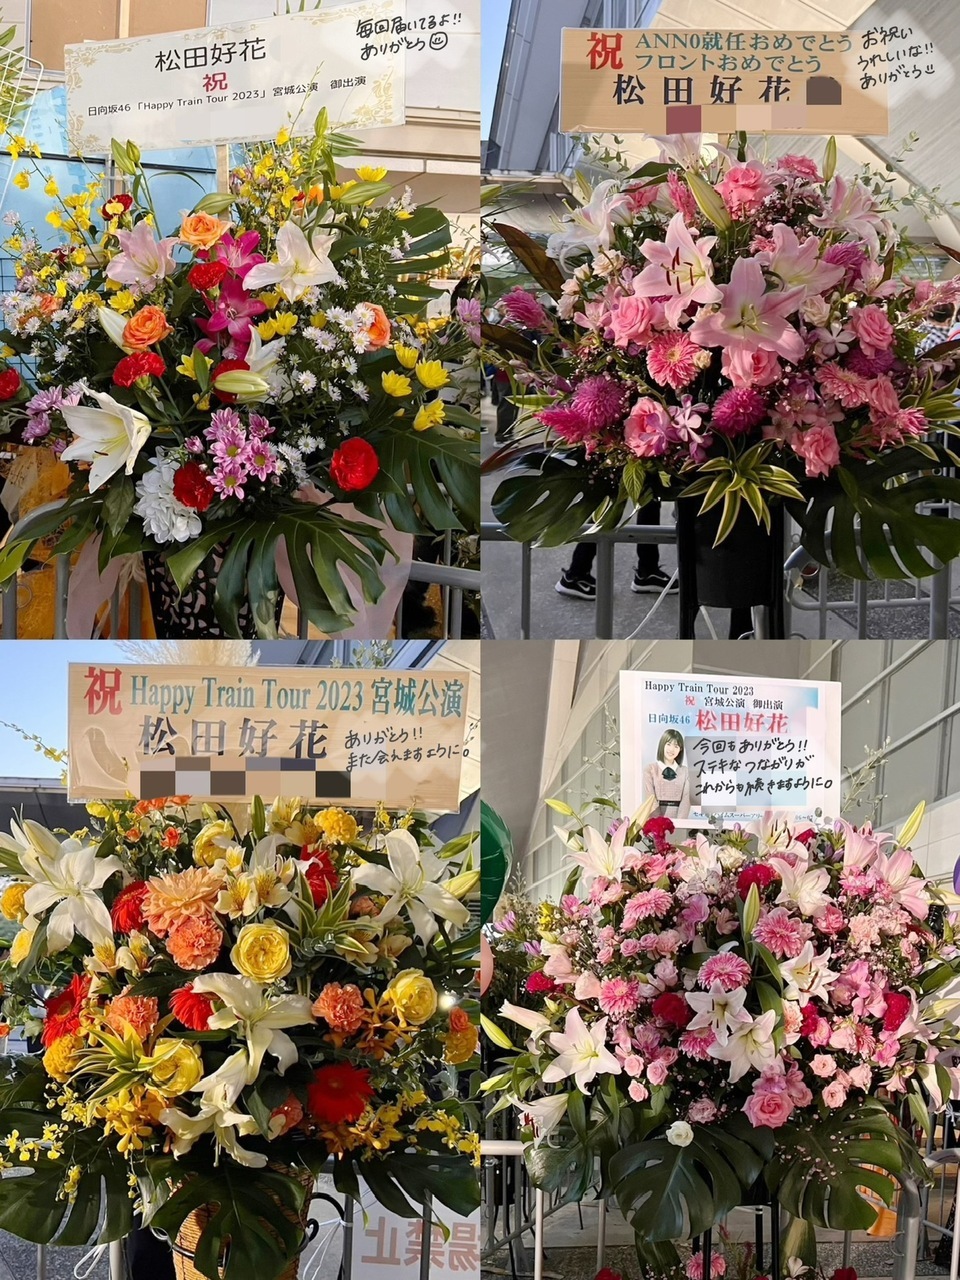 松田好花
祝
日向坂46「Happy Train Tour 2023」宮城公演 御出演
毎回届いてるよ!!
ありがとう
祝
ANN0就任おめでとう
フロントおめでとう
松田好花
お祝い
うれしいな!!
ありがとう
祝 Happy Train Tour 2023 宮城公演
松田好花
ありがとう!!
また会えますように。
Happy Train Tour 2023
祝 宮城公演 御出演
日向坂46 松田好花
今回もありがとう!!
ステキなつながりが
これからも続きますように。
場禁止